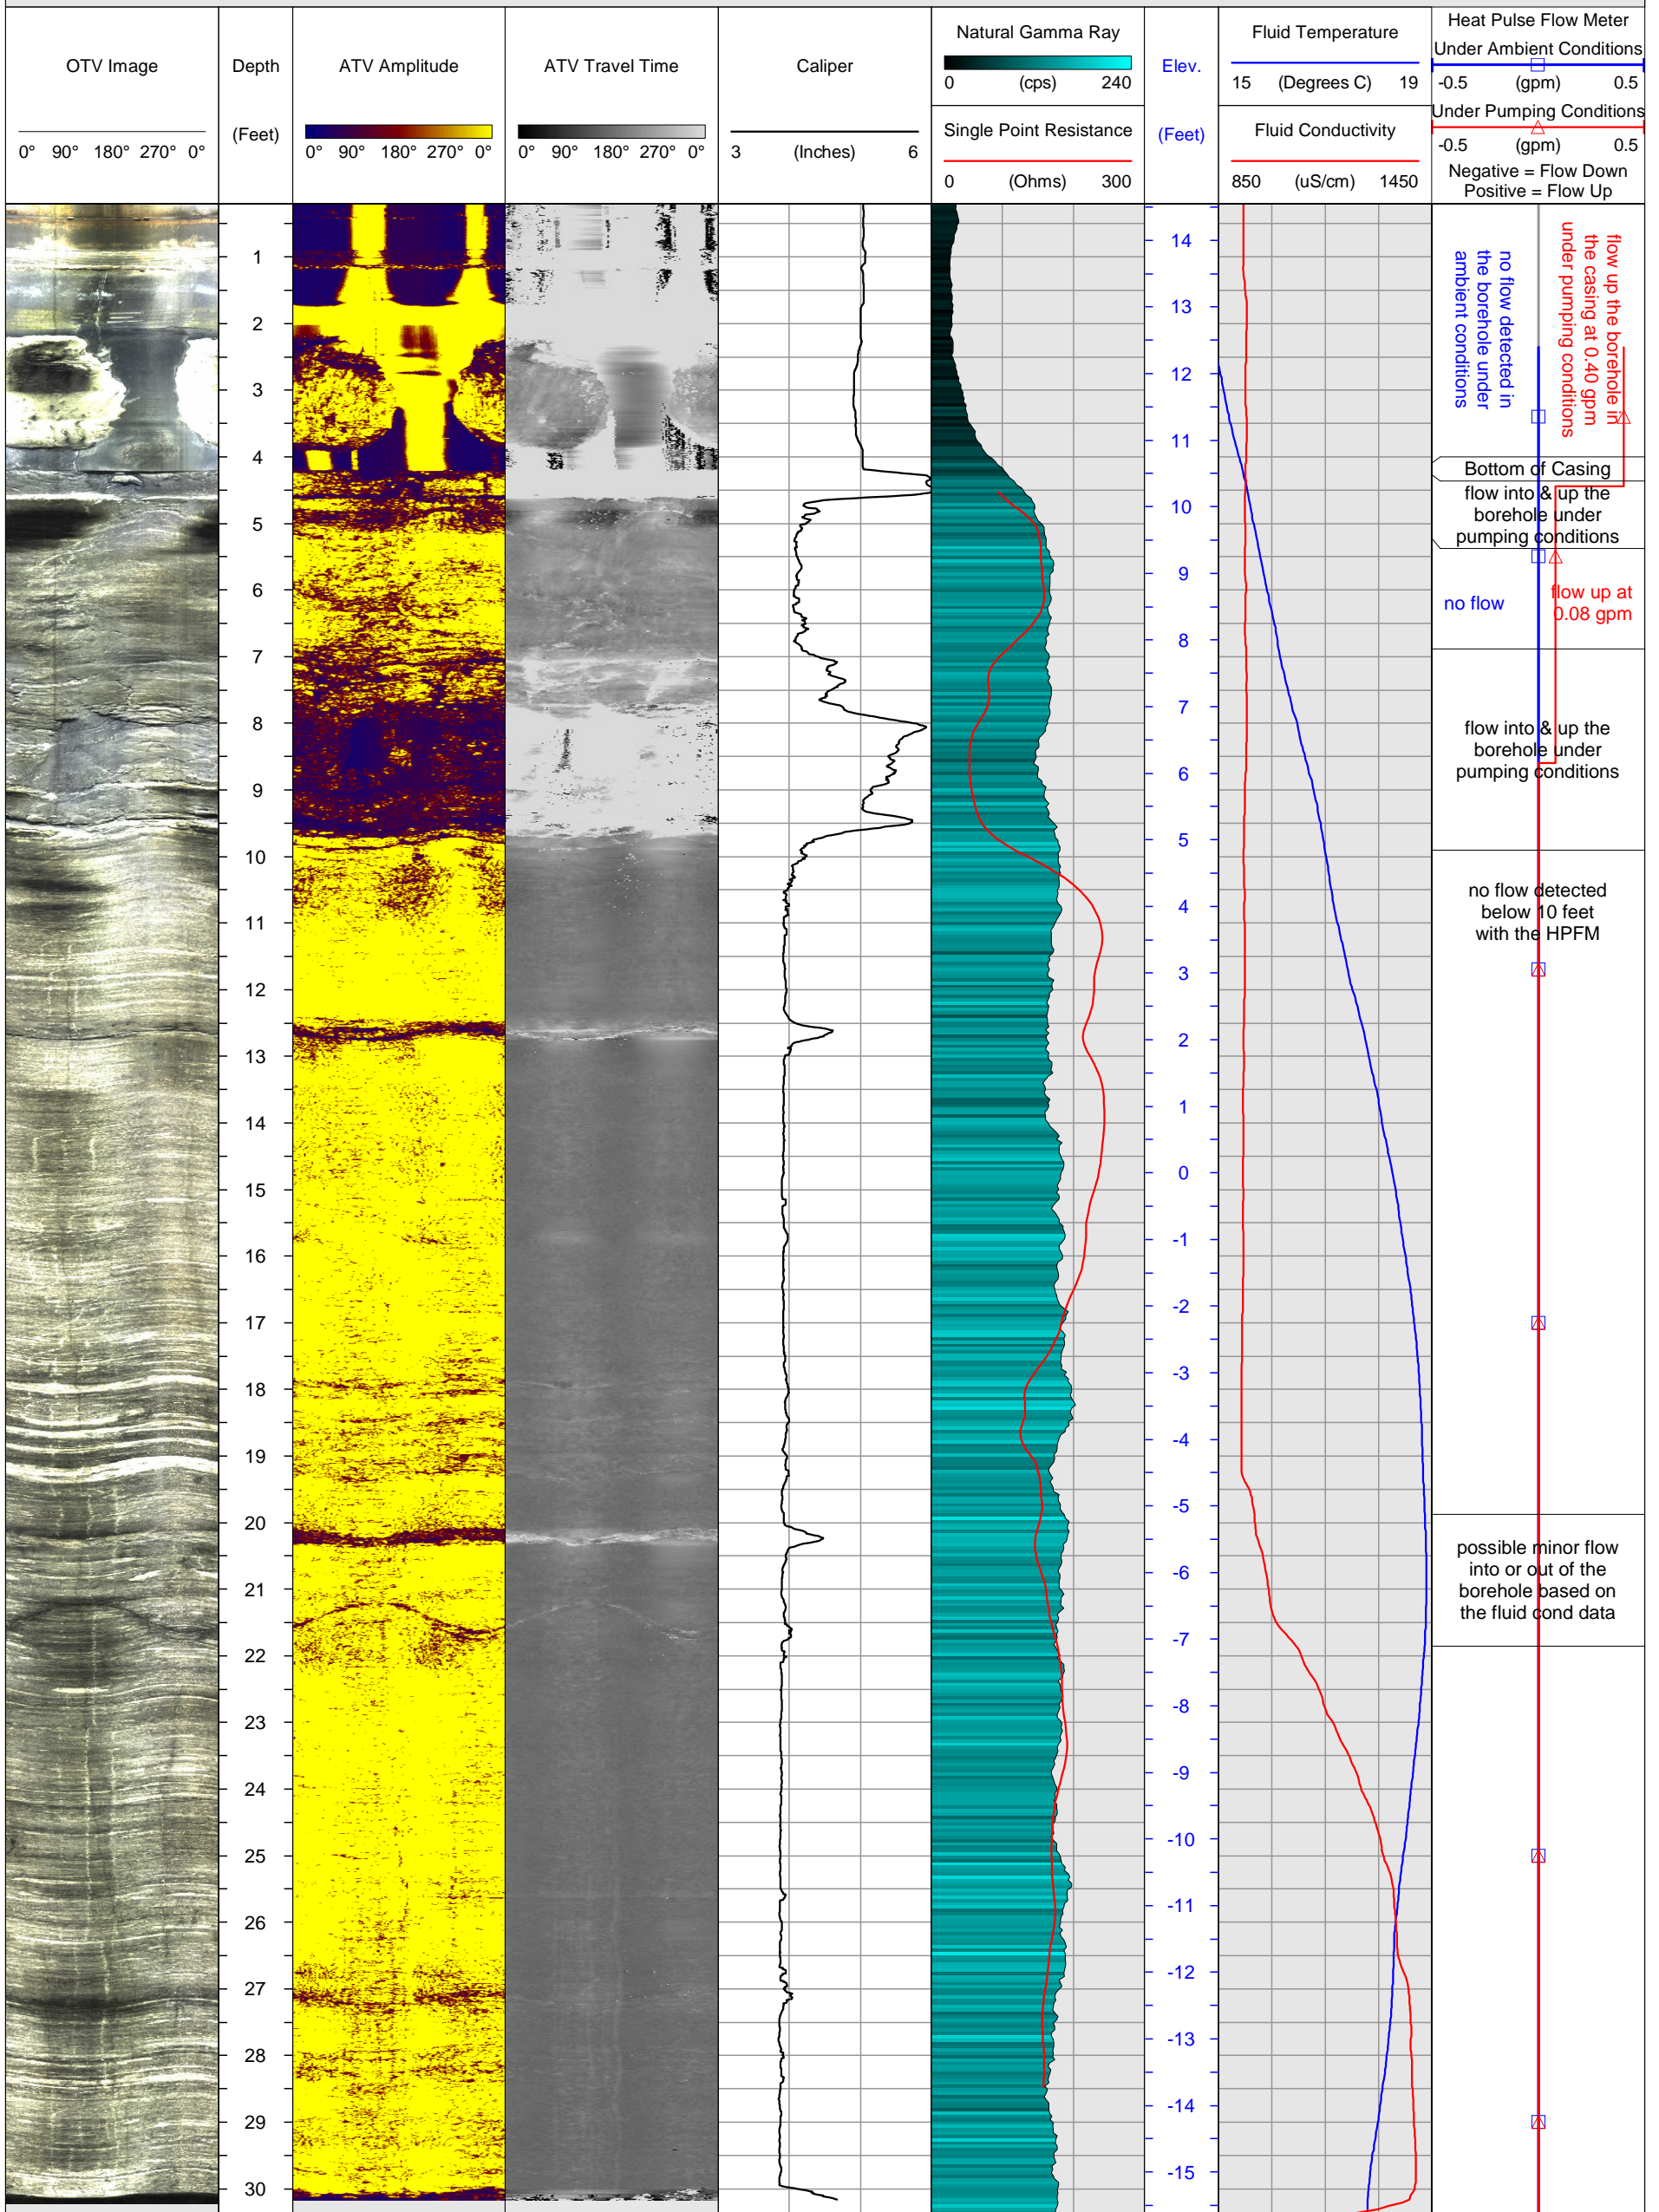 OTV Image
0° 90° 180° 270° 0°
Depth
(Feet)
ATV Amplitude
0° 90° 180° 270° 0°
ATV Travel Time
0° 90° 180° 270° 0°
Caliper
3 (Inches) 6
Natural Gamma Ray
0 (cps) 240
Single Point Resistance
0 (Ohms) 300
Elev.
(Feet)
Fluid Temperature
15 (Degrees C) 19
Fluid Conductivity
850 (uS/cm) 1450
Heat Pulse Flow Meter
Under Ambient Conditions
-0.5 (gpm) 0.5
Under Pumping Conditions
-0.5 (gpm) 0.5
Negative = Flow Down
Positive = Flow Up
1
2
3
4
5
6
7
8
9
10
11
12
13
14
15
16
17
18
19
20
21
22
23
24
25
26
27
28
29
30
14
13
12
11
10
9
8
7
6
5
4
3
2
1
0
-1
-2
-3
-4
-5
-6
-7
-8
-9
-10
-11
-12
-13
-14
-15
no flow detected in
the borehole under
ambient conditions
flow up the borehole in
the casing at 0.40 gpm
under pumping conditions
Bottom of Casing
flow into & up the
borehole under
pumping conditions
no flow
flow up at
0.08 gpm
flow into & up the
borehole under
pumping conditions
no flow detected
below 10 feet
with the HPFM
possible minor flow
into or out of the
borehole based on
the fluid cond data